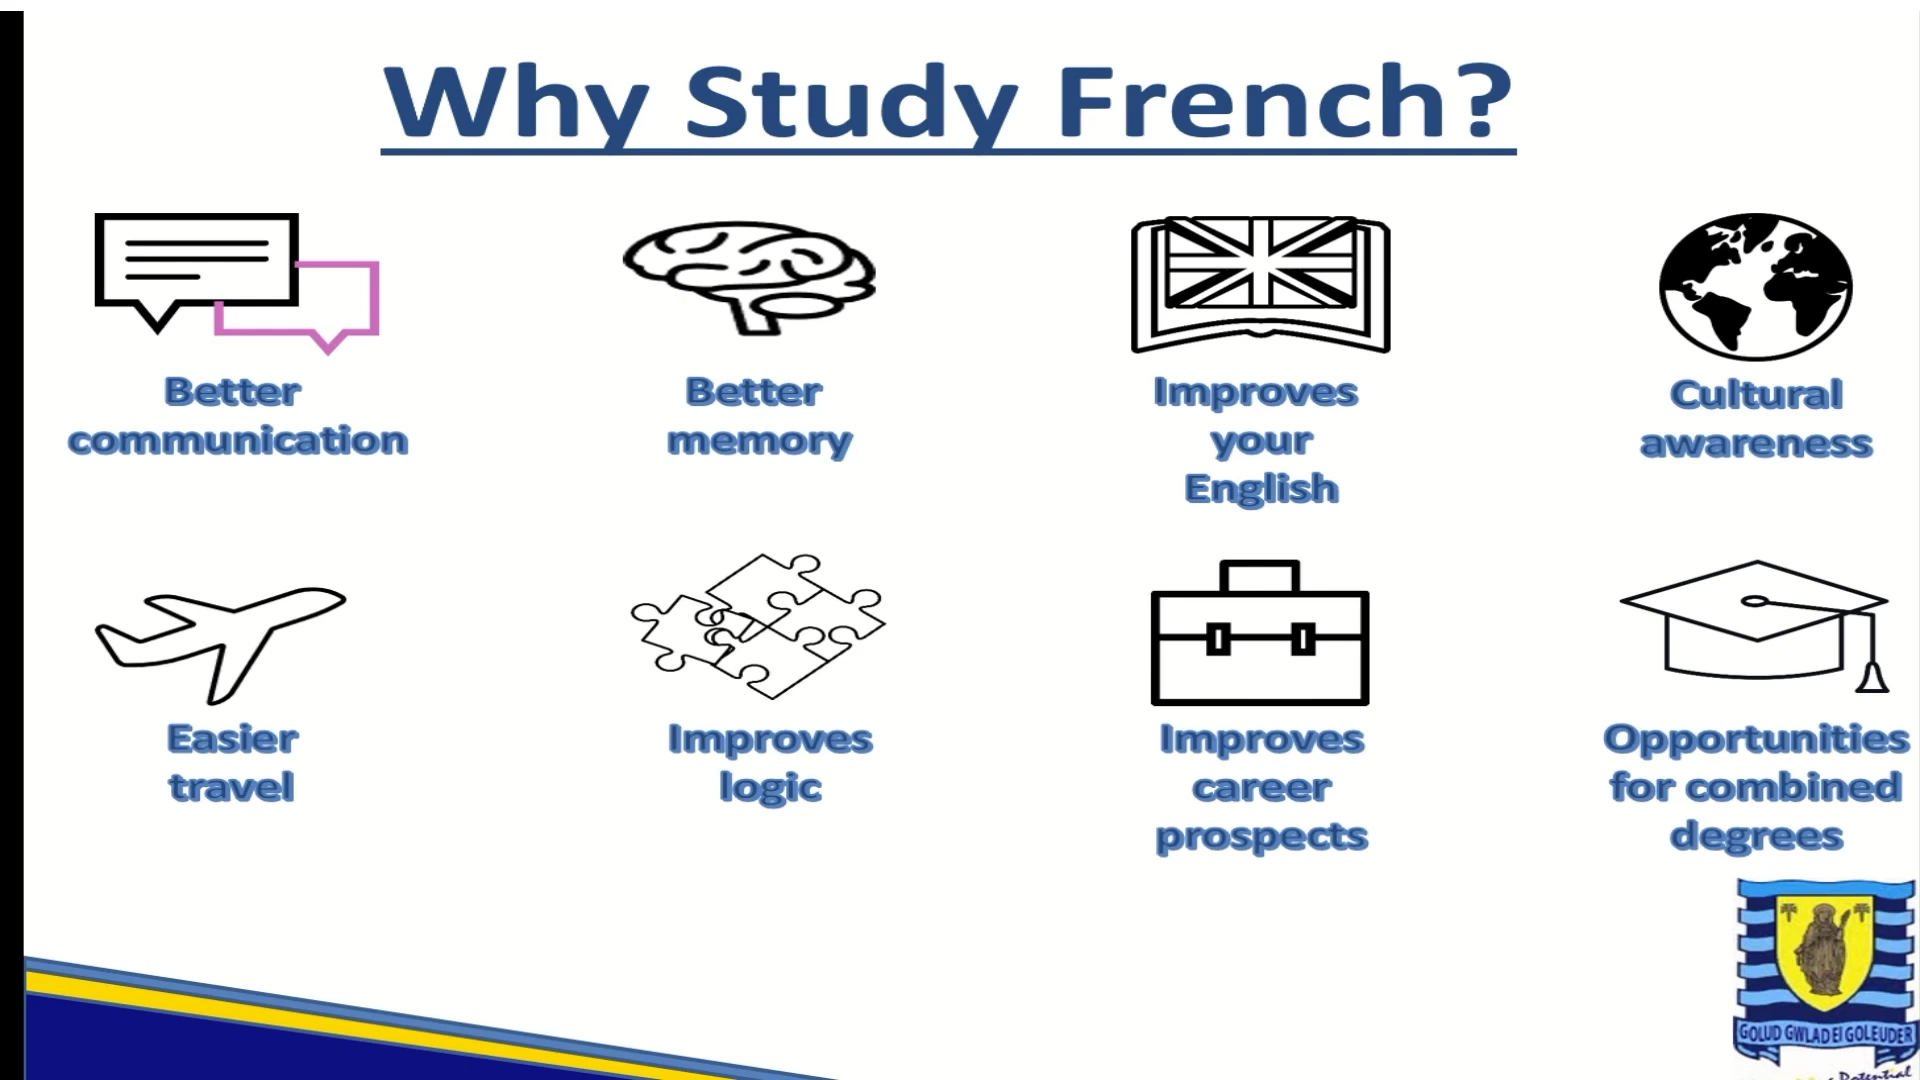 Why Study French?
Better
communication
Better
memory
Improves
your
English
Cultural
awareness
Easier
travel
Improves
logic
Improves
career
prospects
Opportunities
for combined
degrees
GOLUD GWLAD EI GOLEUDER
Potential